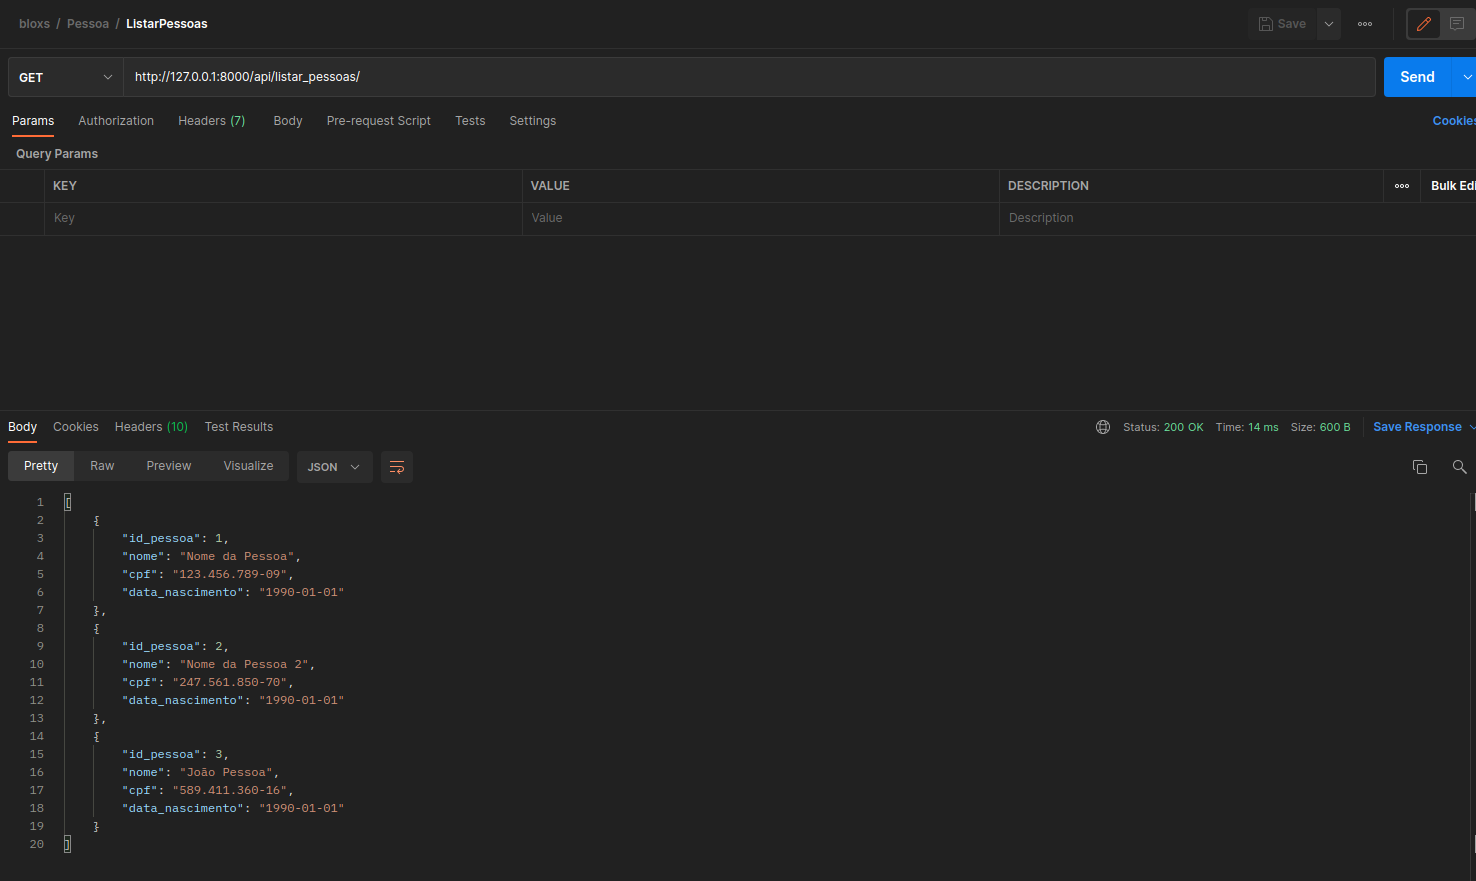 bloxs / Pessoa / ListarPessoas
Save
GET http://127.0.0.1:8000/api/listar_pessoas/ Send
Params Authorization Headers (7) Body Pre-request Script Tests Settings Cookies
Query Params
KEY VALUE DESCRIPTION ooo Bulk Edi
Key Value Description
Body Cookies Headers (10) Test Results Status: 200 OK Time: 14 ms Size: 600 B Save Response
Pretty Raw Preview Visualize JSON
1 [
2 {
3 "id_pessoa": 1,
4 "nome": "Nome da Pessoa",
5 "cpf": "123.456.789-09",
6 "data_nascimento": "1990-01-01"
7 },
8 {
9 "id_pessoa": 2,
10 "nome": "Nome da Pessoa 2",
11 "cpf": "247.561.850-70",
12 "data_nascimento": "1990-01-01"
13 },
14 {
15 "id_pessoa": 3,
16 "nome": "João Pessoa",
17 "cpf": "589.411.360-16",
18 "data_nascimento": "1990-01-01"
19 }
20 ]